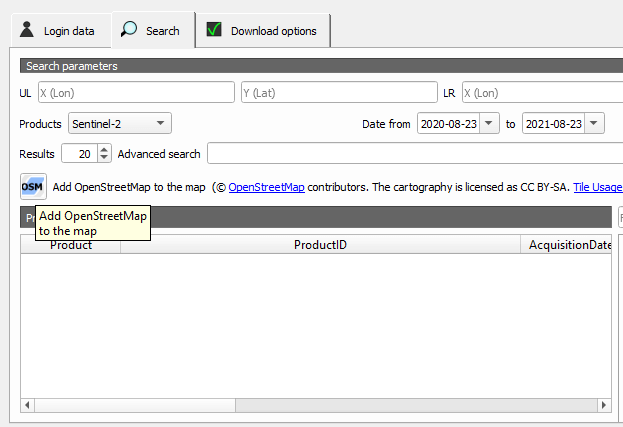 Login data Search Download options
Search parameters
UL X (Lon) Y (Lat) LR X (Lon)
Products Sentinel-2 Date from 2020-08-23 to 2021-08-23
Results 20 Advanced search
OSM Add OpenStreetMap to the map (© OpenStreetMap contributors. The cartography is licensed as CC BY-SA. Tile Usage
Add OpenStreetMap
to the map
Product ProductID AcquisitionDate